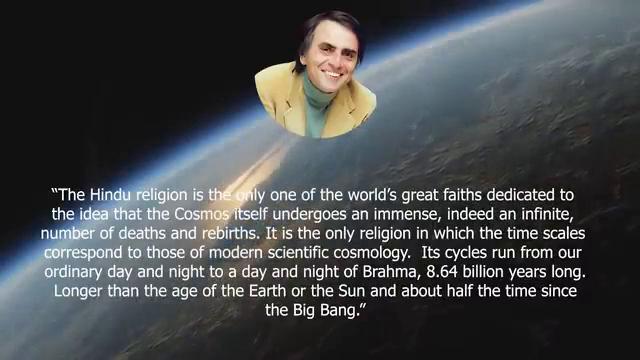 “The Hindu religion is the only one of the world’s great faiths dedicated to
the idea that the Cosmos itself undergoes an immense, indeed an infinite,
number of deaths and rebirths. It is the only religion in which the time scales
correspond to those of modern scientific cosmology.  Its cycles run from our
ordinary day and night to a day and night of Brahma, 8.64 billion years long.
Longer than the age of the Earth or the Sun and about half the time since
the Big Bang.”